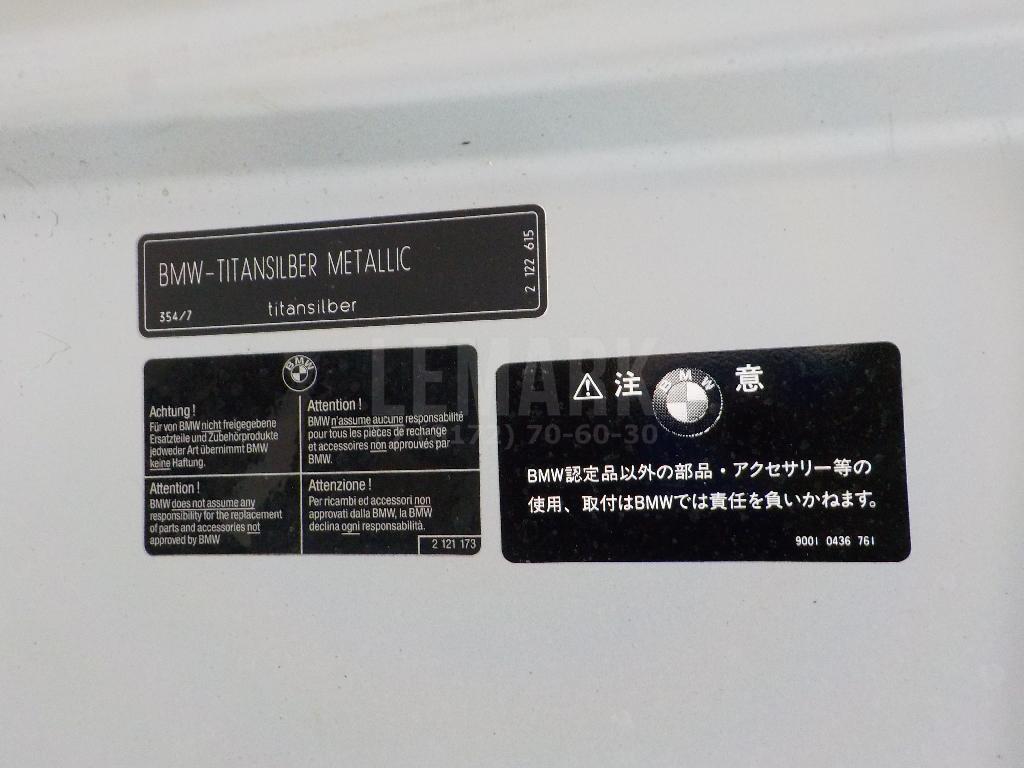 BMW-TITANSILBER METALLIC
354/7
titansilber
2 122 615
BMW
Achtung !
Für von BMW nicht freigegebene
Ersatzteile und Zubehörprodukte
jedweder Art übernimmt BMW
keine Haftung.
Attention !
BMW n'assume aucune responsabilité
pour tous les pièces de rechange
et accessoires non approuvés par
BMW.
Attention !
BMW does not assume any
responsibility for the replacement
of parts and accessories not
approved by BMW
Attenzione !
Per ricambi ed accessori non
approvati dalla BMW, la BMW
declina ogni responsabilità.
2 121 173
注 BMW 意
BMW認定品以外の部品・アクセサリー等の
使用、取付はBMWでは責任を負いかねます。
9001 0436 761
LEMARK
172) 70-60-30